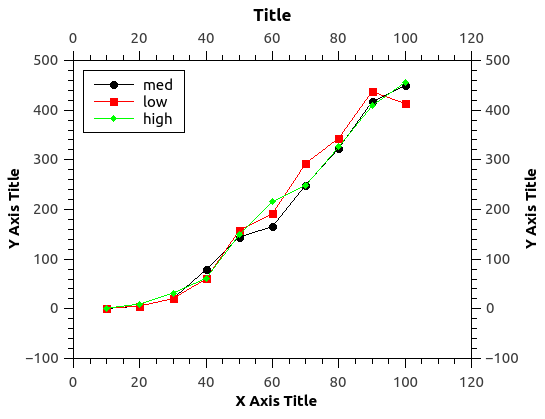 Title
0 20 40 60 80 100 120
500 500
400 400
300 300
200 200
100 100
0 0
−100 −100
med
low
high
Y Axis Title
Y Axis Title
0 20 40 60 80 100 120
X Axis Title